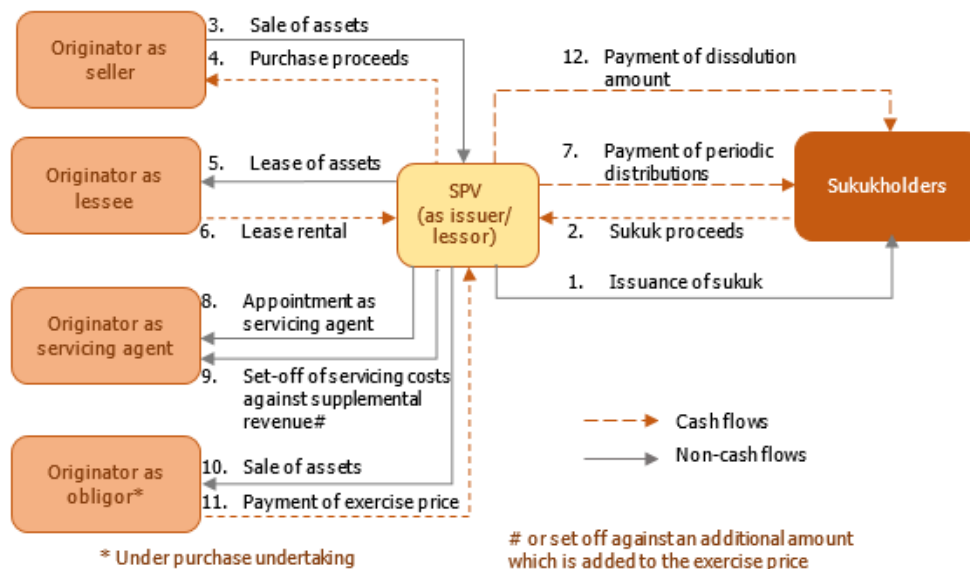 Originator as
seller
3. Sale of assets
4. Purchase proceeds
12. Payment of dissolution
amount
Originator as
lessee
5. Lease of assets
6. Lease rental
SPV
(as issuer/
lessor)
7. Payment of periodic
distributions
2. Sukuk proceeds
Sukukholders
1. Issuance of sukuk
Originator as
servicing agent
8. Appointment as
servicing agent
9. Set-off of servicing costs
against supplemental
revenue#
Originator as
obligor*
10. Sale of assets
11. Payment of exercise price
Cash flows
Non-cash flows
* Under purchase undertaking
# or set off against an additional amount
which is added to the exercise price